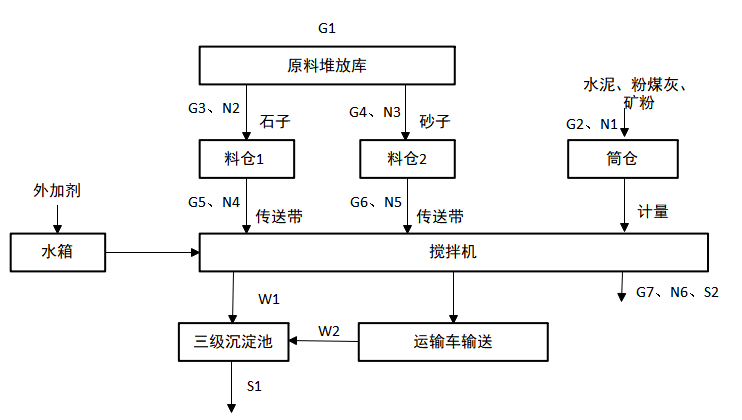 G1
原料堆放库
水泥、粉煤灰、
矿粉
G3、N2
石子
G4、N3
砂子
G2、N1
料仓1
料仓2
筒仓
外加剂
G5、N4
传送带
G6、N5
传送带
计量
水箱
搅拌机
W1
G7、N6、S2
三级沉淀池
W2
运输车输送
S1